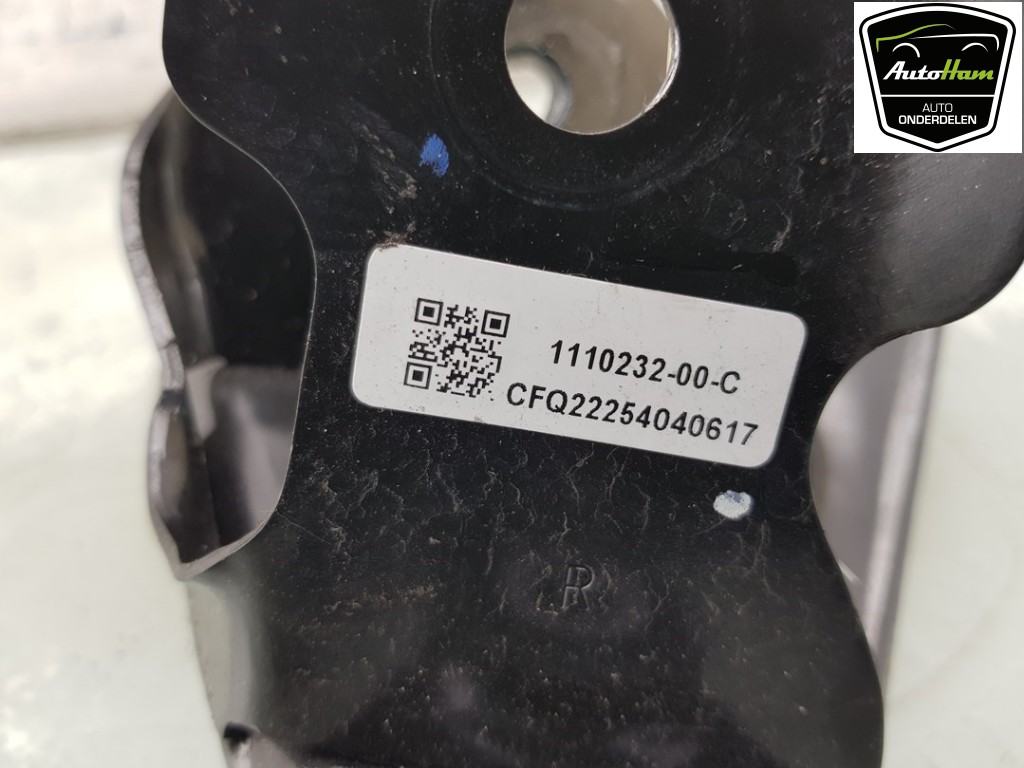 AutoHam
AUTO
ONDERDELEN
1110232-00-C
CFQ22254040617
R